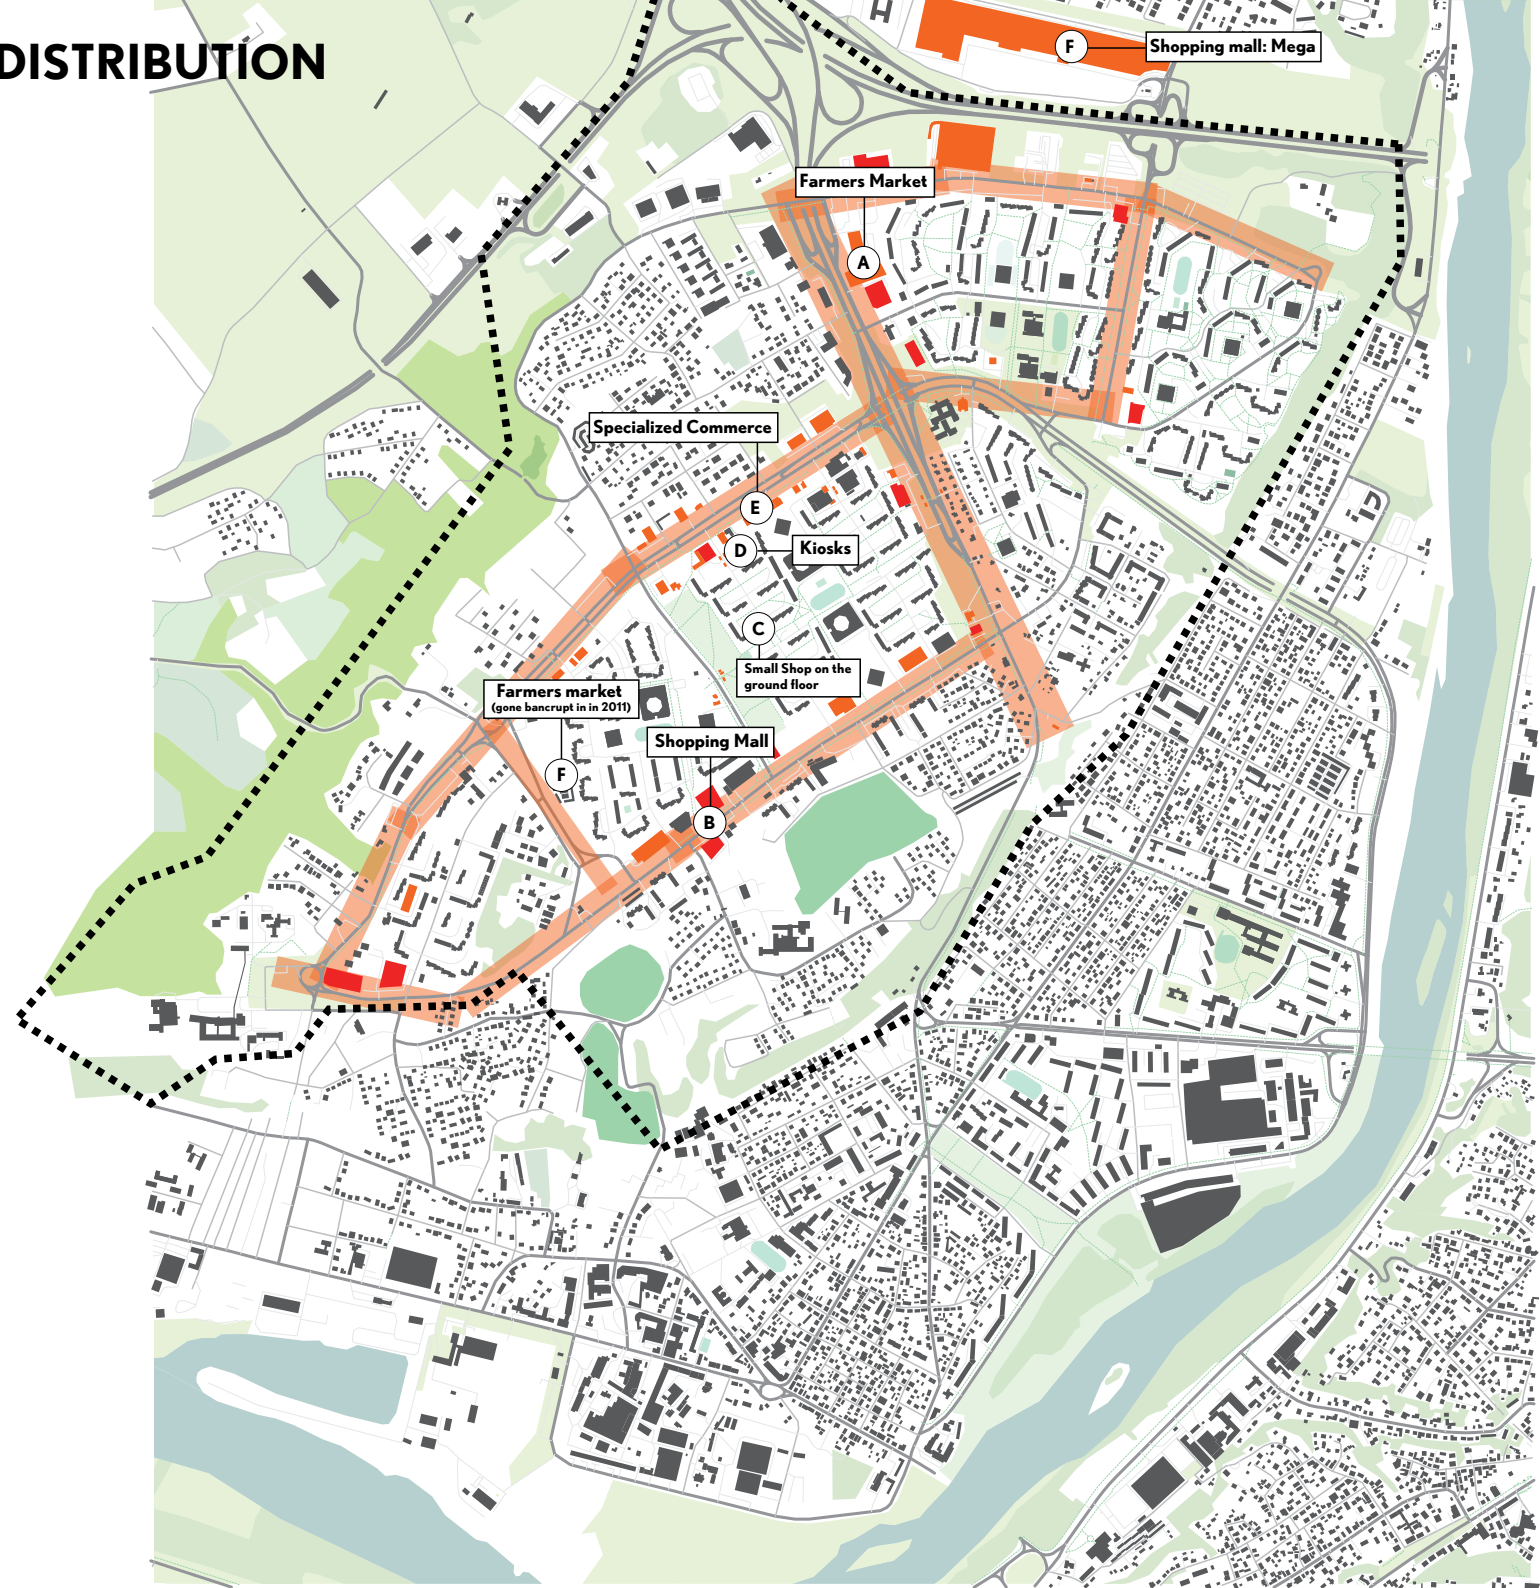 DISTRIBUTION
F
Shopping mall: Mega
Farmers Market
A
Specialized Commerce
E
D
Kiosks
C
Small Shop on the
ground floor
Farmers market
(gone bancrupt in in 2011)
Shopping Mall
F
B